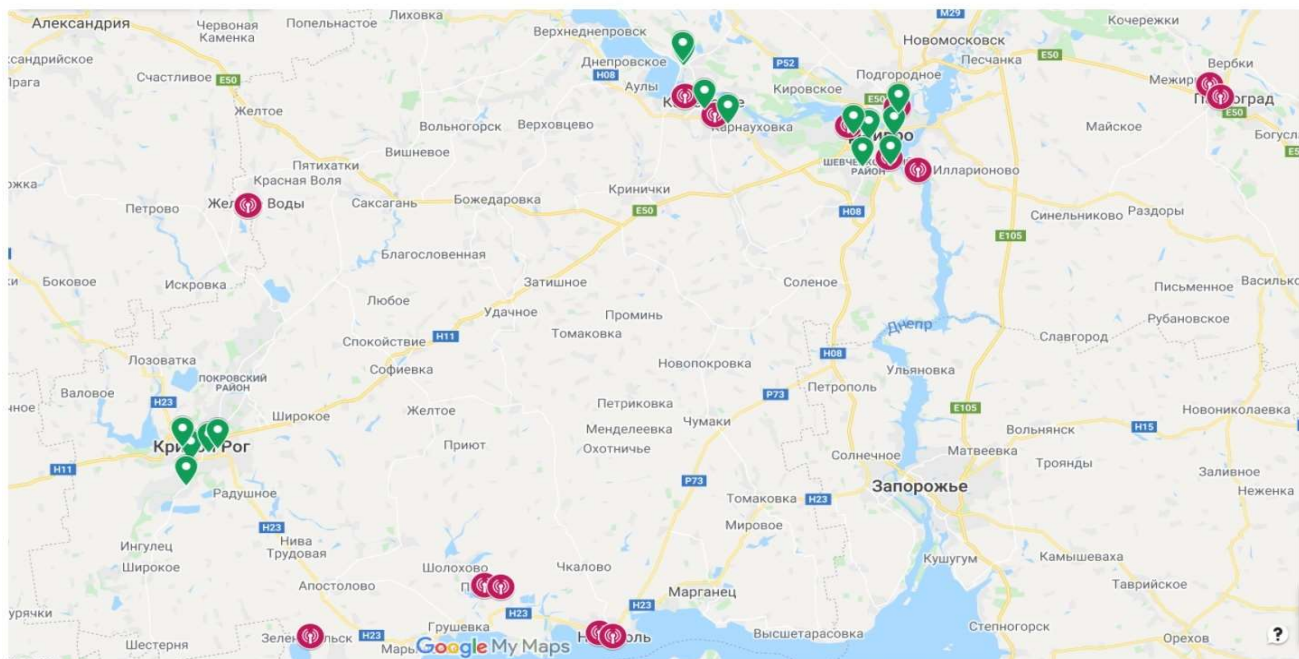 Александрия
Червоная
Каменка
Попельнастое
Лиховка
Верхнеднепровск
M29
Новомосковск
Кочережки
Днепровское
E50
Вербки
Песчанка
P52
Подгородное
Прага
Счастливое
E50
H08
Аулы
Кировское
E50
Желтое
Вольногорск
Верховцево
Карнауховка
Майское
E50
Вишневое
Пятихатки
Красная Воля
РАЙОН
Илларионово
Кринички
Петрово
Воды
Саксагань
Божедаровка
E50
H08
Синельниково
Раздоры
E105
Благословенная
Боковое
Искровка
Затишное
Соленое
Письменное
Любое
Удачное
Проминь
Рубановское
Томаковка
Днепр
H11
Славгород
Спокойствие
Лозоватка
Новопокровка
H08
Софиевка
Ульяновка
ПОКРОВСКИЙ
РАЙОН
Валовое
H23
P73
Петрополь
Желтое
Петриковка
E105
Широкое
Новониколаевка
Чумаки
Менделеевка
Вольнянск
H15
Приют
Охотничье
Матвеевка
Солнечное
Троянды
H11
Заливное
P73
Запорожье
Радушное
Томаковка
H23
Неженка
H23
Мировое
Нива
Трудовая
Ингулец
Широкое
Шолохово
Чкалово
Кушугум
Камышеваха
Апостолово
Марганец
Таврийское
H23
H23
Грушевка
Высшетарасовка
Степногорск
H23
Шестерня
Орехов
Google My Maps
?